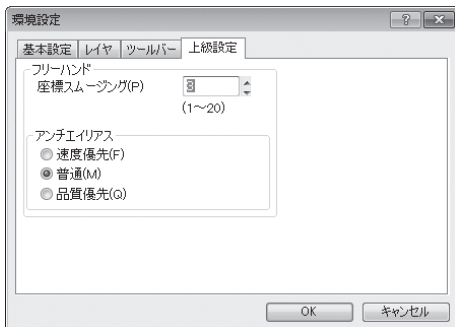 環境設定
基本設定 レイヤ ツールバー 上級設定
フリーハンド
座標スムージング(P)
(1～20)
アンチエイリアス
速度優先(F)
普通(M)
品質優先(Q)
OK キャンセル